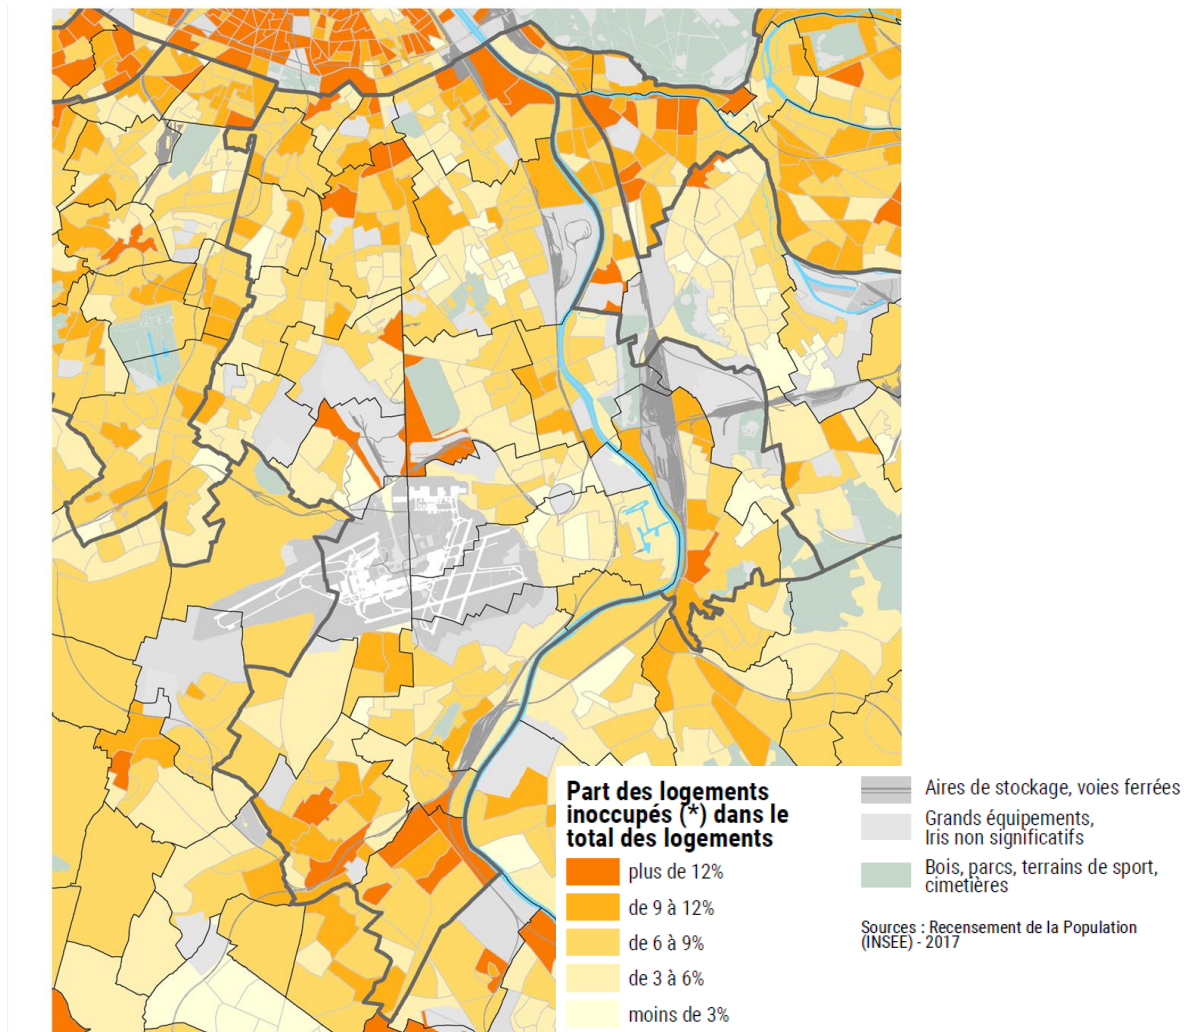 Part des logements
inoccupés (*) dans le
total des logements
plus de 12%
de 9 à 12%
de 6 à 9%
de 3 à 6%
moins de 3%
Aires de stockage, voies ferrées
Grands équipements,
Iris non significatifs
Bois, parcs, terrains de sport,
cimetières
Sources : Recensement de la Population
(INSEE) - 2017